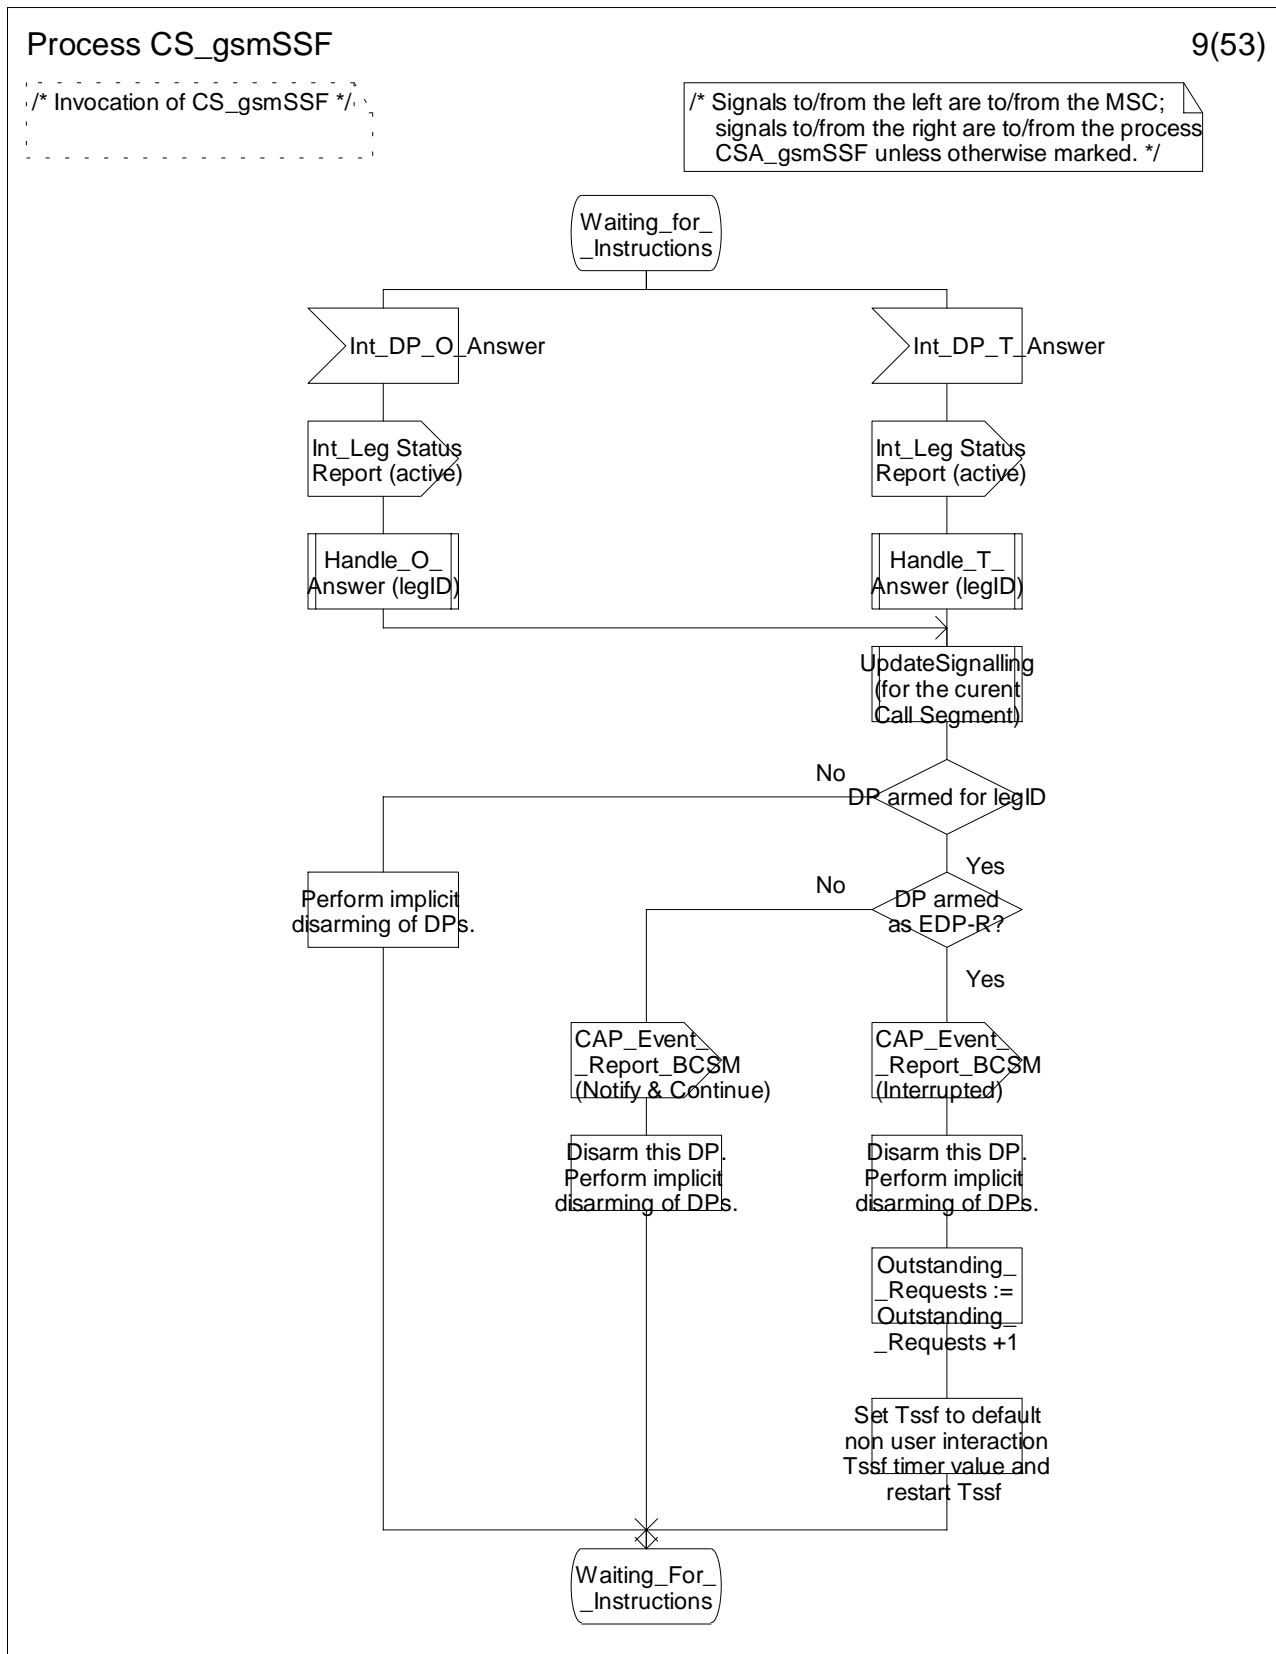 Process CS_gsmSSF
9(53)
/* Invocation of CS_gsmSSF */
/* Signals to/from the left are to/from the MSC;
signals to/from the right are to/from the process
CSA_gsmSSF unless otherwise marked. */
Waiting_for_
_Instructions
Int_DP_O_Answer
Int_DP_T_Answer
Int_Leg Status
Report (active)
Int_Leg Status
Report (active)
Handle_O_
Answer (legID)
Handle_T_
Answer (legID)
UpdateSignalling
(for the curent
Call Segment)
No
DP armed for legID
Yes
Perform implicit
disarming of DPs.
No
DP armed
as EDP-R?
Yes
CAP_Event_
_Report_BCSM
(Notify & Continue)
CAP_Event_
_Report_BCSM
(Interrupted)
Disarm this DP.
Perform implicit
disarming of DPs.
Disarm this DP.
Perform implicit
disarming of DPs.
Outstanding_
_Requests :=
Outstanding_
_Requests +1
Set Tssf to default
non user interaction
Tssf timer value and
restart Tssf
Waiting_For_
_Instructions